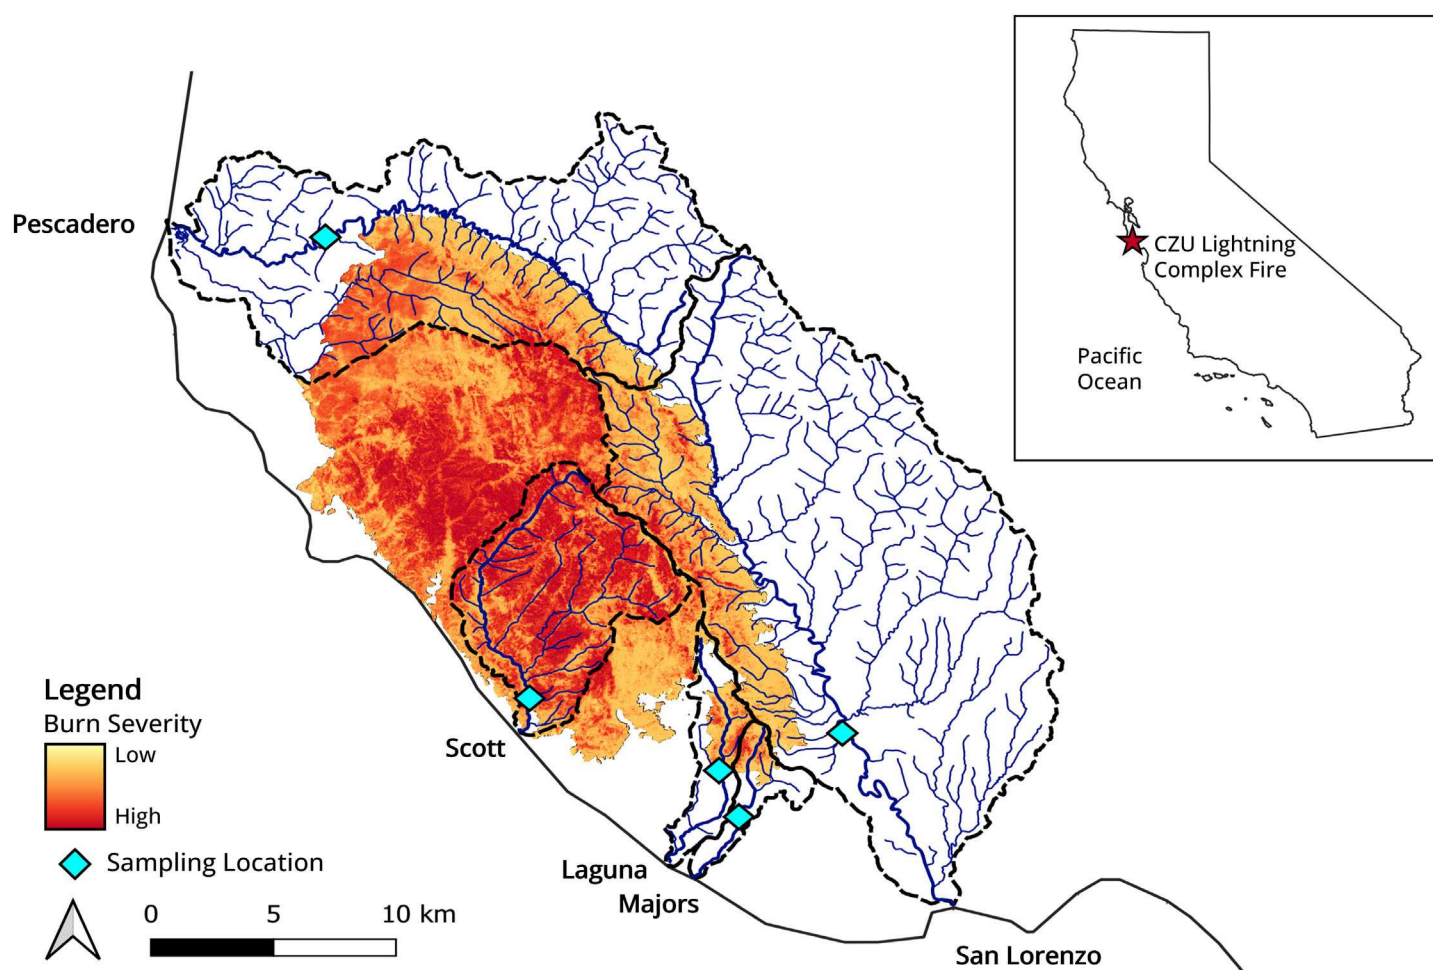 Pescadero
CZU Lightning
Complex Fire
Pacific
Ocean
Legend
Burn Severity
Low
High
Sampling Location
0 5 10 km
Scott
Laguna
Majors
San Lorenzo